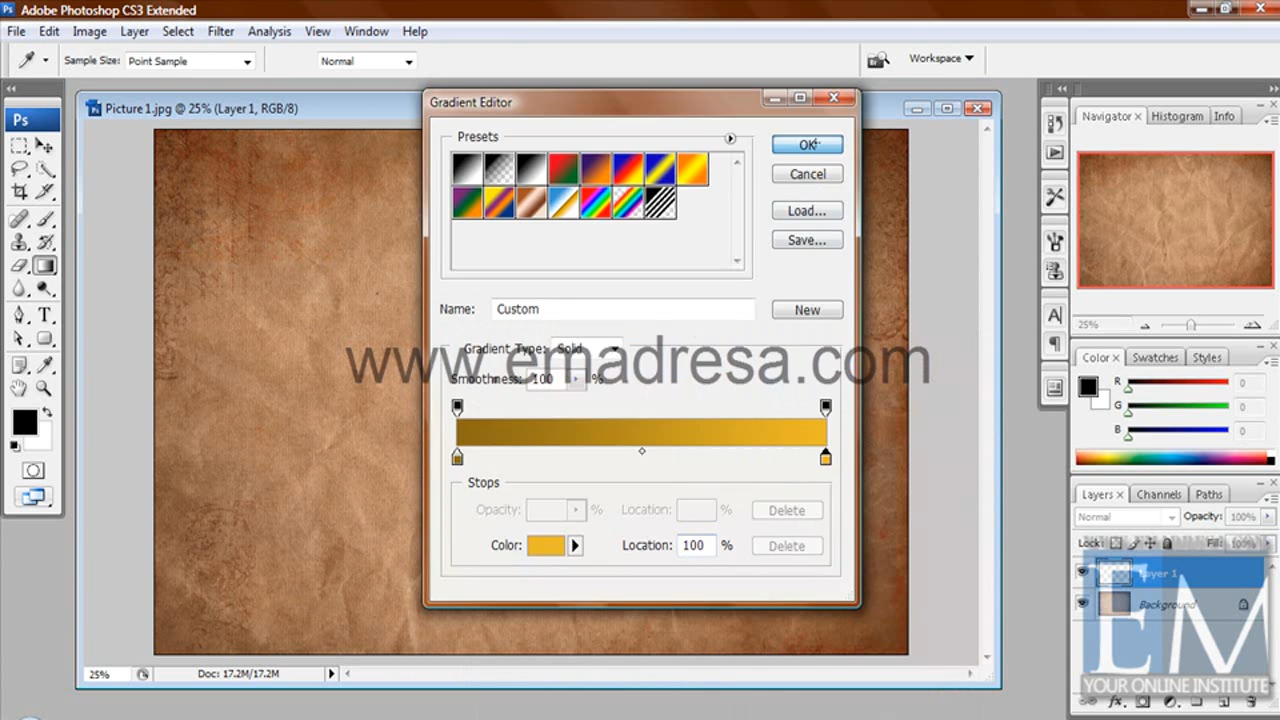 Ps Adobe Photoshop CS3 Extended
File Edit Image Layer Select Filter Analysis View Window Help
Sample Size: Point Sample Normal Workspace
Ps
Picture 1.jpg @ 25% (Layer 1, RGB/8)
Gradient Editor
Presets
OK
Cancel
Load...
Save...
Name: Custom New
Gradient Type: Solid
www.emadresa.com
Smoothness: 100 %
Stops
Opacity: % Location: % Delete
Color: Location: 100 % Delete
25% Doc: 17.2M/17.2M
Navigator Histogram Info
25%
Color Swatches Styles
R 0
G 0
B 0
Layers Channels Paths
Normal Opacity: 100%
Lock: Fill: 100%
Layer 1
Background
EM
YOUR ONLINE INSTITUTE